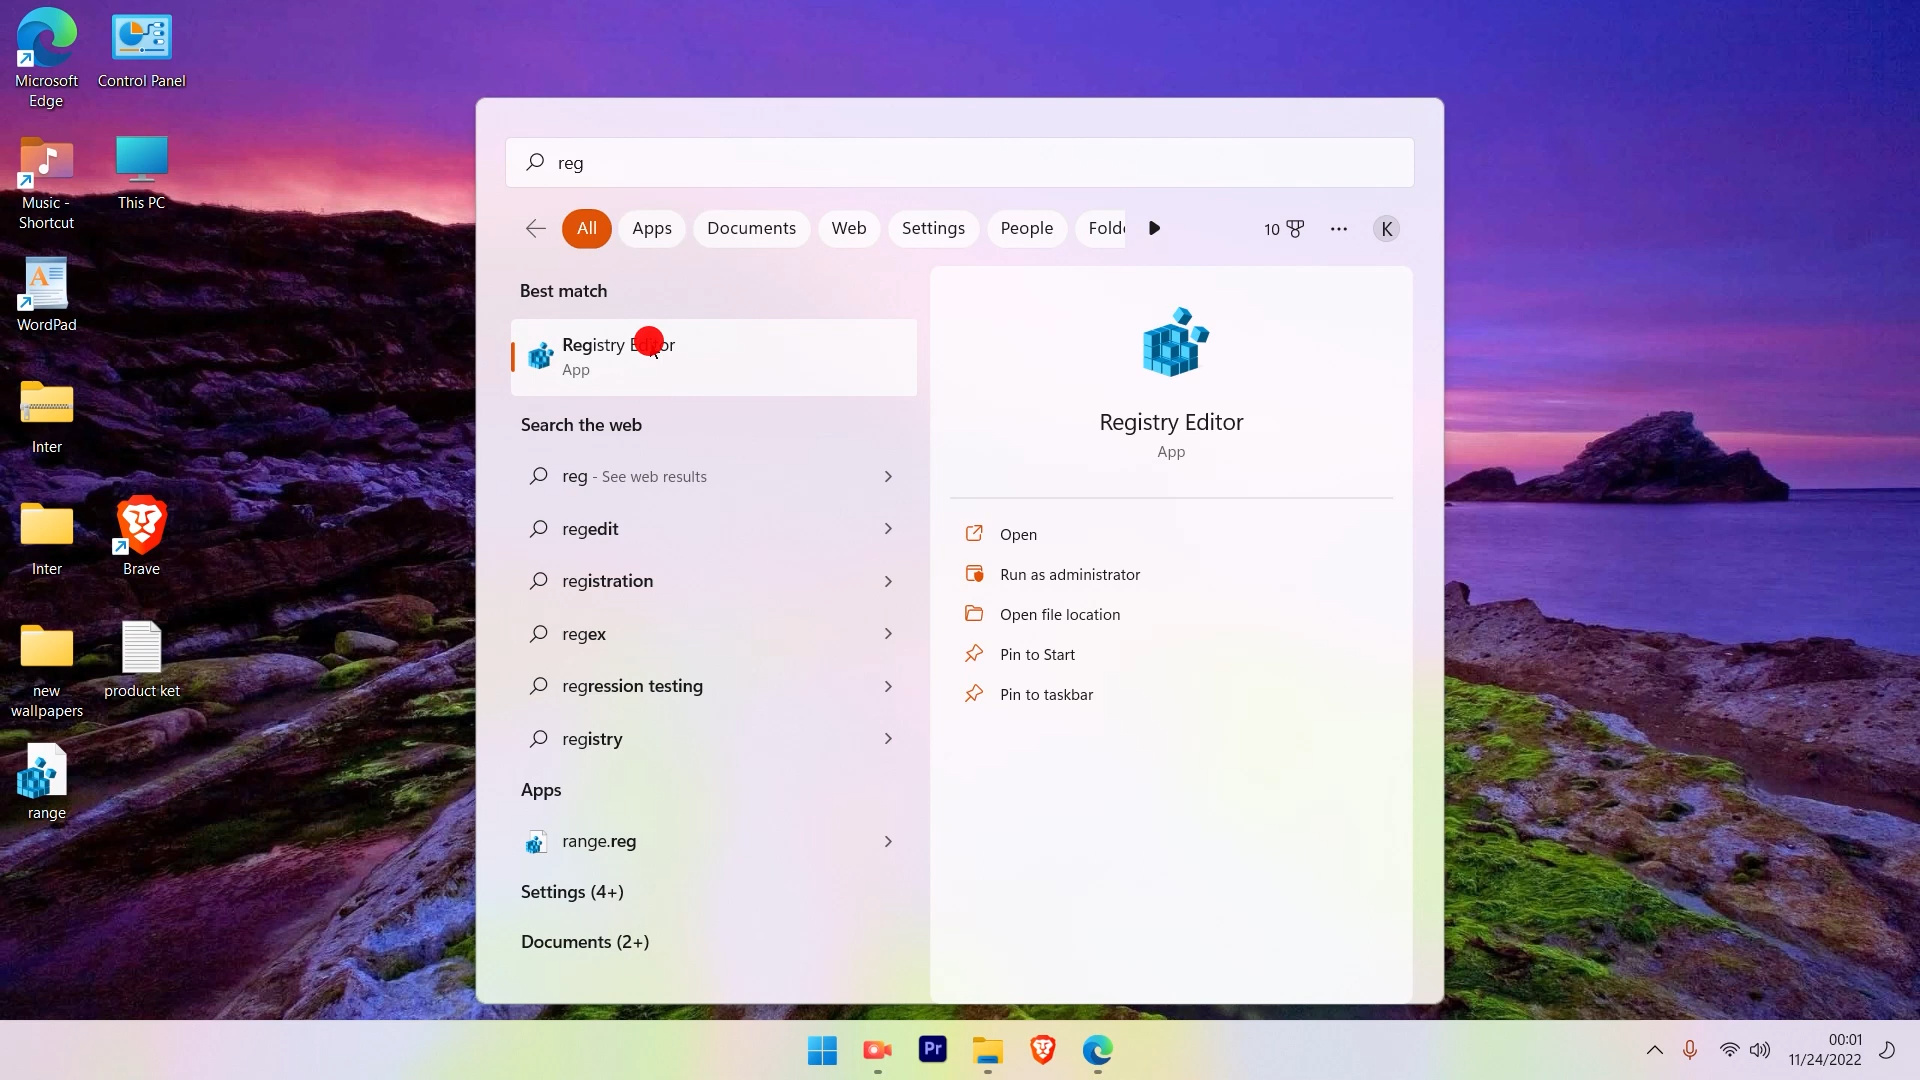 Microsoft
Edge
Control Panel
Music -
Shortcut
This PC
WordPad
Inter
Inter
Brave
new
wallpapers
product ket
range
reg
All
Apps
Documents
Web
Settings
People
Folde
10
K
Best match
Registry Editor
App
Search the web
reg - See web results
regedit
registration
regex
regression testing
registry
Apps
range.reg
Settings (4+)
Documents (2+)
Registry Editor
App
Open
Run as administrator
Open file location
Pin to Start
Pin to taskbar
Pr
00:01
11/24/2022